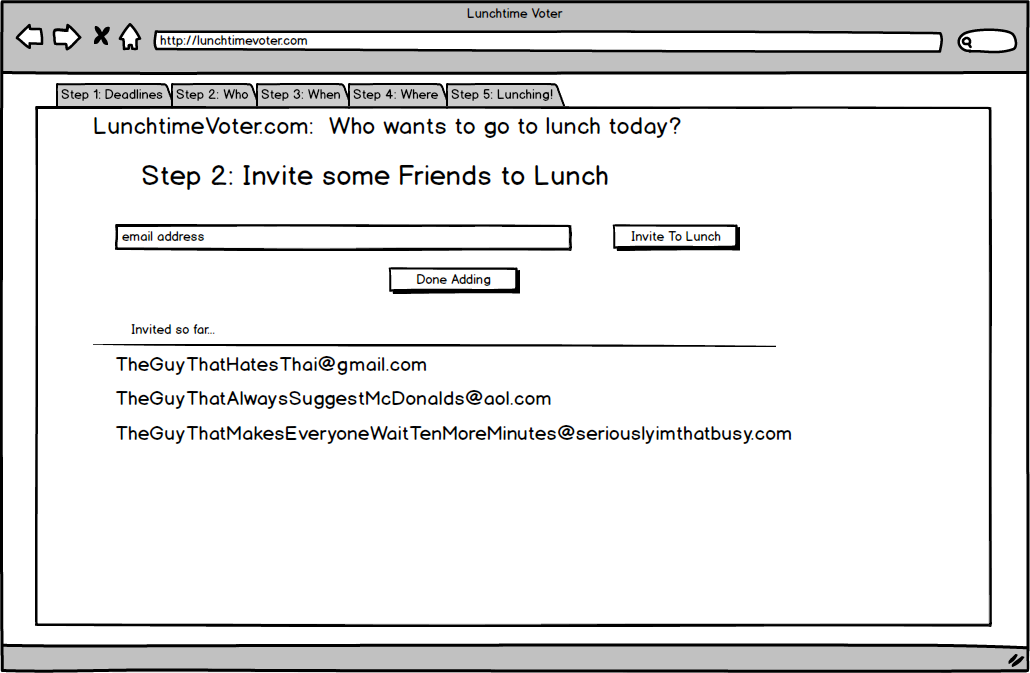 Lunchtime Voter
http://lunchtimevoter.com
Step 1: Deadlines Step 2: Who Step 3: When Step 4: Where Step 5: Lunching!
LunchtimeVoter.com: Who wants to go to lunch today?
Step 2: Invite some Friends to Lunch
email address Invite To Lunch
Done Adding
Invited so far...
TheGuyThatHatesThai@gmail.com
TheGuyThatAlwaysSuggestMcDonalds@aol.com
TheGuyThatMakesEveryoneWaitTenMoreMinutes@seriouslyimthatbusy.com